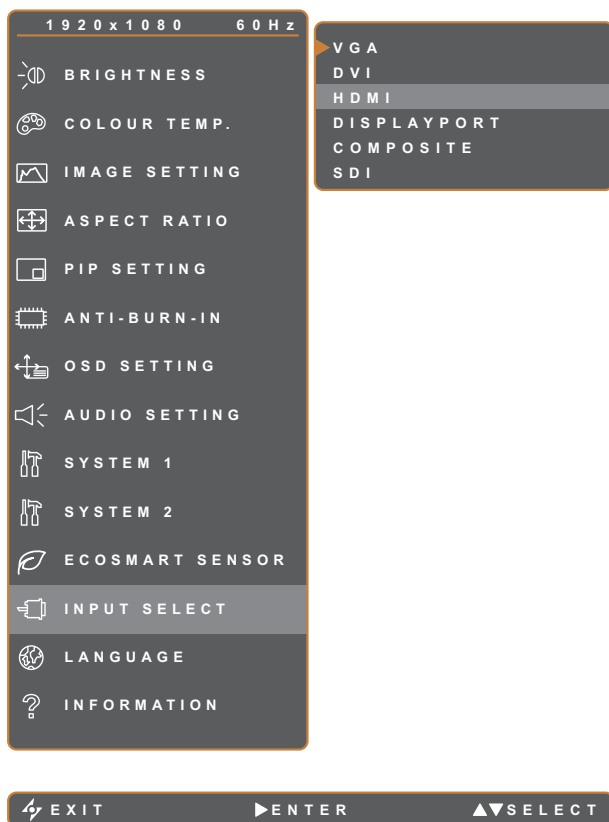 1920x1080 60Hz
BRIGHTNESS
COLOUR TEMP.
IMAGE SETTING
ASPECT RATIO
PIP SETTING
ANTI-BURN-IN
OSD SETTING
AUDIO SETTING
SYSTEM 1
SYSTEM 2
ECOSMART SENSOR
INPUT SELECT
LANGUAGE
INFORMATION
VGA
DVI
HDMI
DISPLAYPORT
COMPOSITE
SDI
EXIT ENTER SELECT